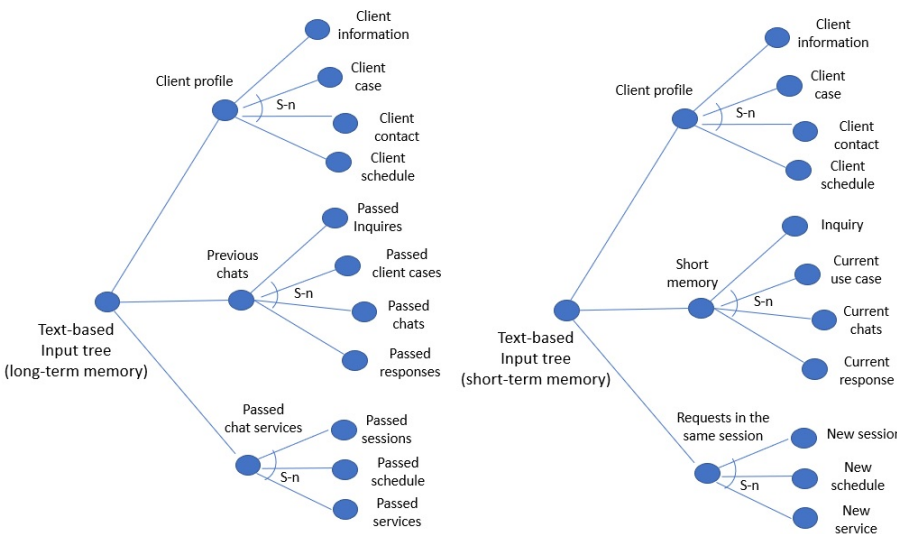 Client
information
Client profile
Client
case
S-n
Client
contact
Client
schedule
Passed
Inquires
Previous
chats
Passed
client cases
S-n
Passed
chats
Text-based
Input tree
(long-term memory)
Passed
responses
Passed
chat services
Passed
sessions
Passed
schedule
S-n
Passed
services
Client
information
Client profile
Client
case
S-n
Client
contact
Client
schedule
Inquiry
Short
memory
Current
use case
S-n
Current
chats
Text-based
Input tree
(short-term memory)
Current
response
Requests in the
same session
New session
New
schedule
S-n
New
service